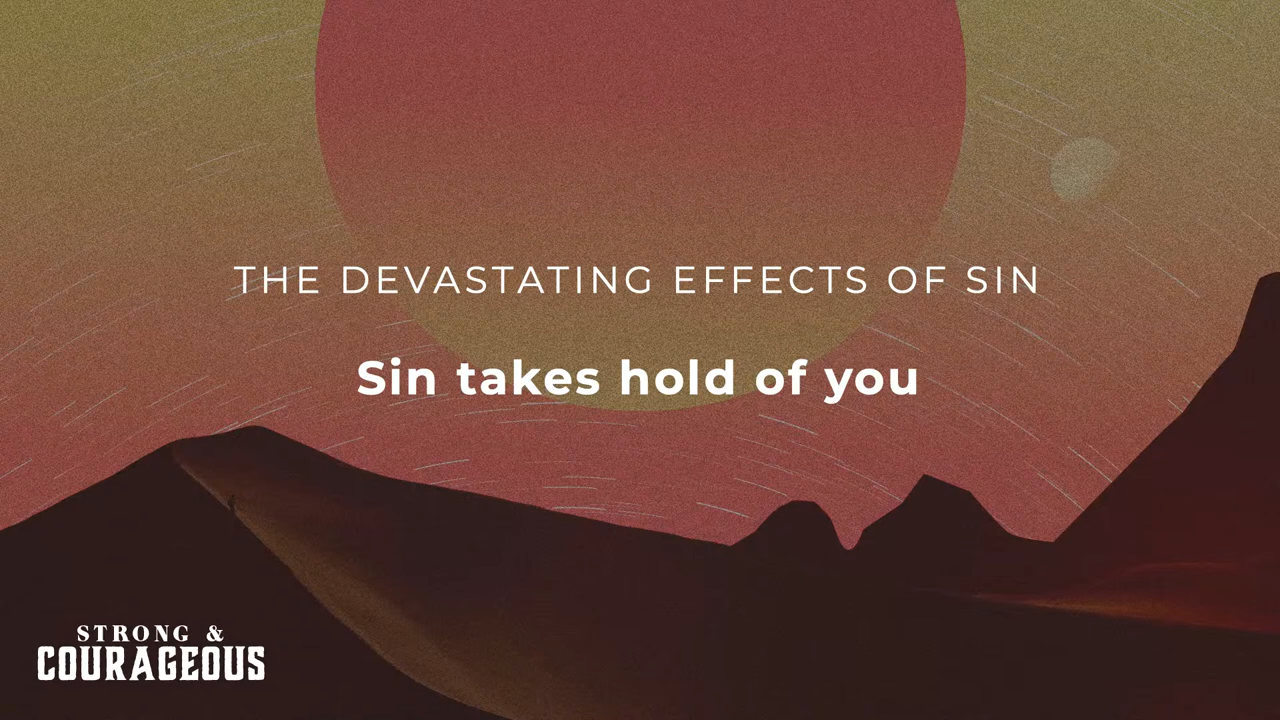 THE DEVASTATING EFFECTS OF SIN
Sin takes hold of you
STRONG &
COURAGEOUS